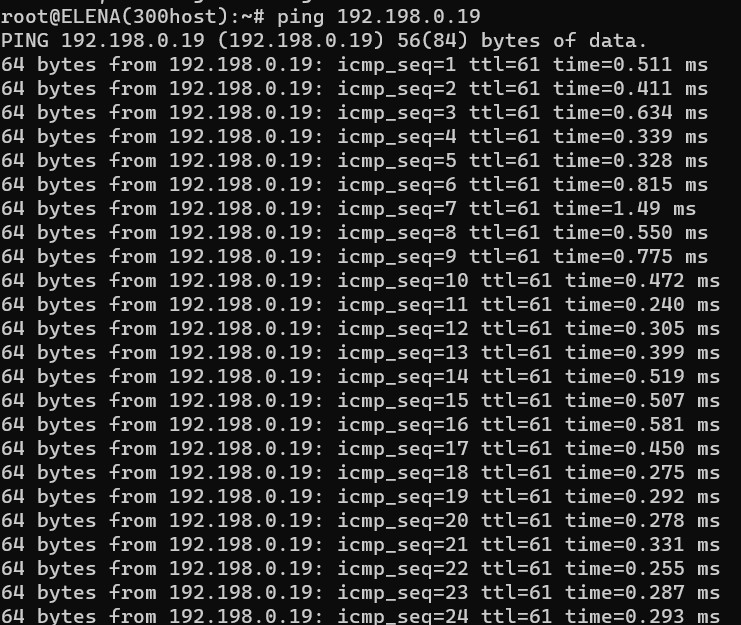 root@ELENA(300host):~# ping 192.198.0.19
PING 192.198.0.19 (192.198.0.19) 56(84) bytes of data.
64 bytes from 192.198.0.19: icmp_seq=1 ttl=61 time=0.511 ms
64 bytes from 192.198.0.19: icmp_seq=2 ttl=61 time=0.411 ms
64 bytes from 192.198.0.19: icmp_seq=3 ttl=61 time=0.634 ms
64 bytes from 192.198.0.19: icmp_seq=4 ttl=61 time=0.339 ms
64 bytes from 192.198.0.19: icmp_seq=5 ttl=61 time=0.328 ms
64 bytes from 192.198.0.19: icmp_seq=6 ttl=61 time=0.815 ms
64 bytes from 192.198.0.19: icmp_seq=7 ttl=61 time=1.49 ms
64 bytes from 192.198.0.19: icmp_seq=8 ttl=61 time=0.550 ms
64 bytes from 192.198.0.19: icmp_seq=9 ttl=61 time=0.775 ms
64 bytes from 192.198.0.19: icmp_seq=10 ttl=61 time=0.472 ms
64 bytes from 192.198.0.19: icmp_seq=11 ttl=61 time=0.240 ms
64 bytes from 192.198.0.19: icmp_seq=12 ttl=61 time=0.305 ms
64 bytes from 192.198.0.19: icmp_seq=13 ttl=61 time=0.399 ms
64 bytes from 192.198.0.19: icmp_seq=14 ttl=61 time=0.519 ms
64 bytes from 192.198.0.19: icmp_seq=15 ttl=61 time=0.507 ms
64 bytes from 192.198.0.19: icmp_seq=16 ttl=61 time=0.581 ms
64 bytes from 192.198.0.19: icmp_seq=17 ttl=61 time=0.450 ms
64 bytes from 192.198.0.19: icmp_seq=18 ttl=61 time=0.275 ms
64 bytes from 192.198.0.19: icmp_seq=19 ttl=61 time=0.292 ms
64 bytes from 192.198.0.19: icmp_seq=20 ttl=61 time=0.278 ms
64 bytes from 192.198.0.19: icmp_seq=21 ttl=61 time=0.331 ms
64 bytes from 192.198.0.19: icmp_seq=22 ttl=61 time=0.255 ms
64 bytes from 192.198.0.19: icmp_seq=23 ttl=61 time=0.287 ms
64 bytes from 192.198.0.19: icmp_seq=24 ttl=61 time=0.293 ms